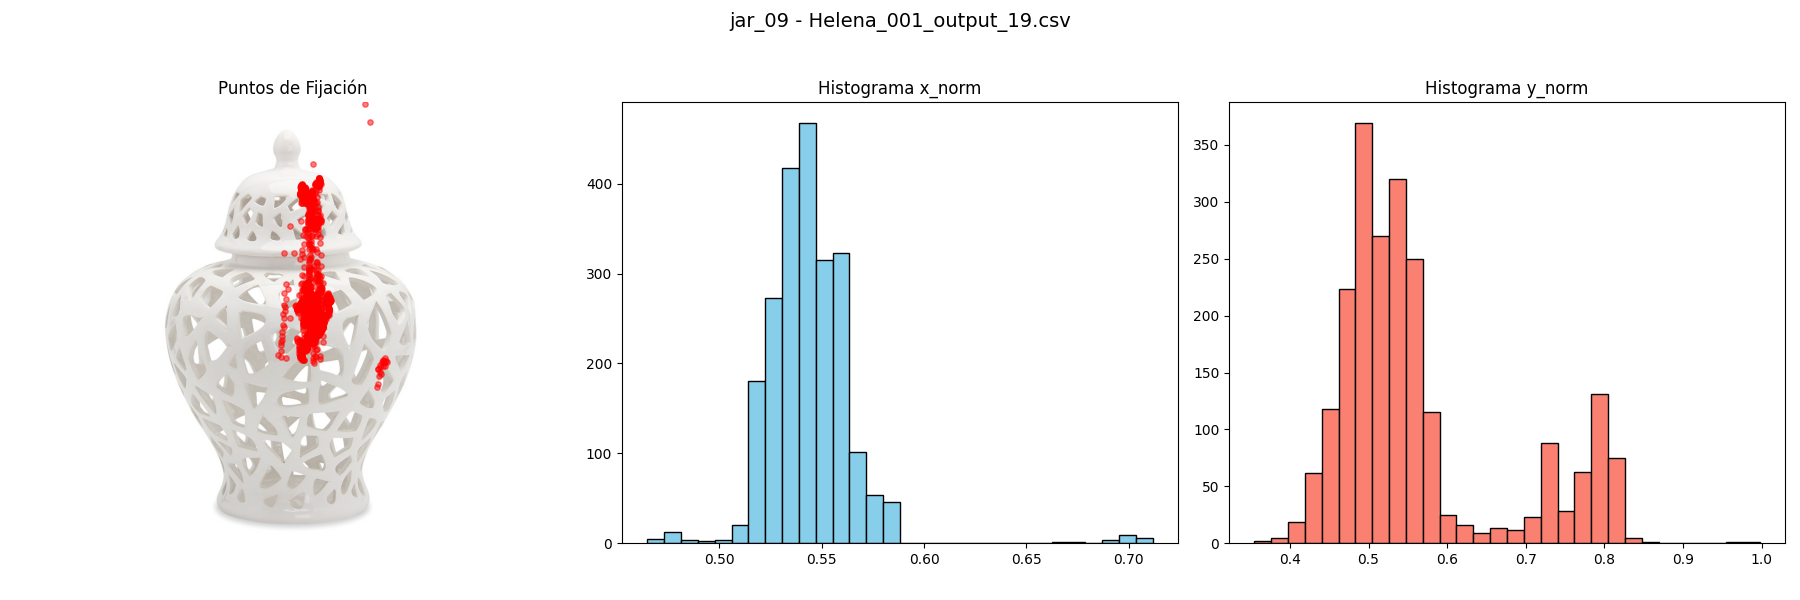 jar_09 - Helena_001_output_19.csv
Puntos de Fijación
Histograma x_norm
Histograma y_norm
400
300
200
100
0
0.50 0.55 0.60 0.65 0.70
350
300
250
200
150
100
50
0
0.4 0.5 0.6 0.7 0.8 0.9 1.0